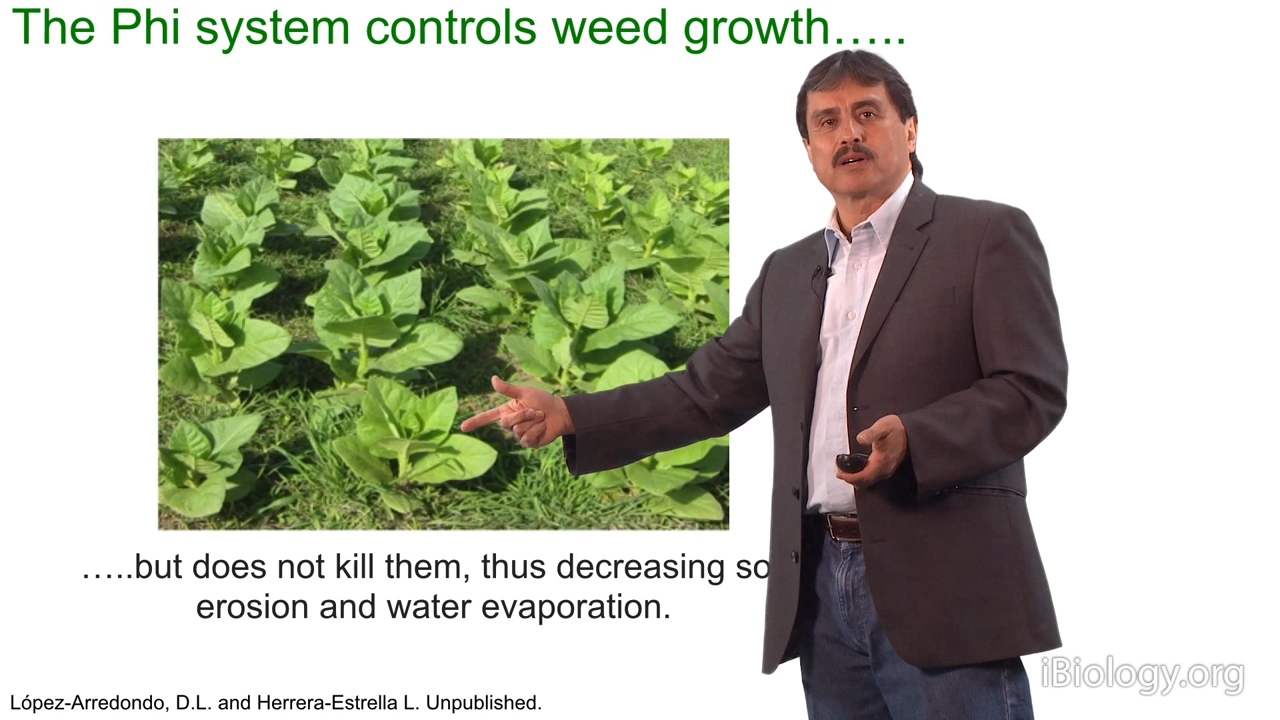 The Phi system controls weed growth…..
…..but does not kill them, thus decreasing so
erosion and water evaporation.
iBiology.org
López-Arredondo, D.L. and Herrera-Estrella L. Unpublished.